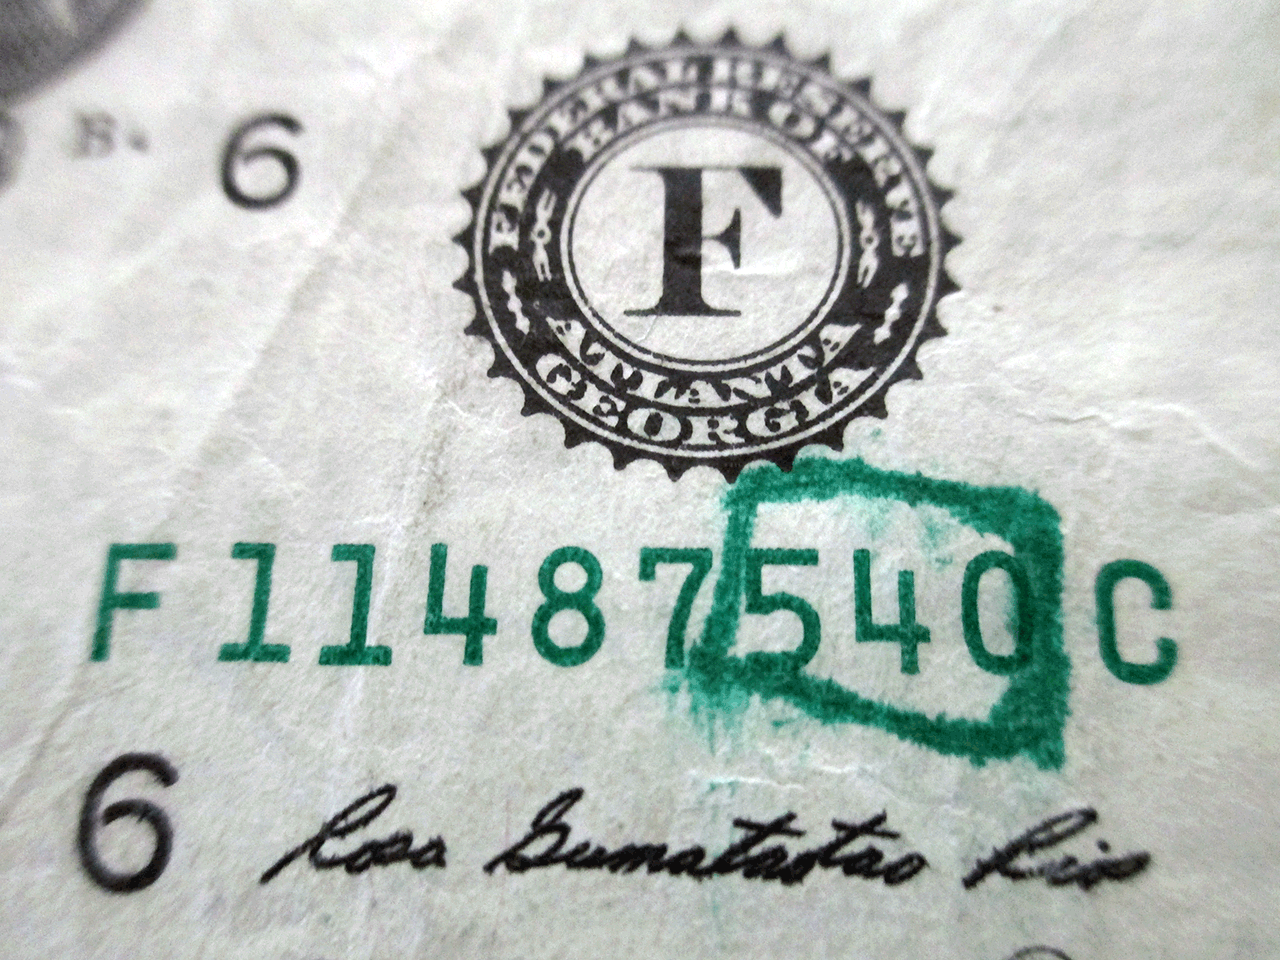 FEDERAL RESERVE
BANK OF
6
F
ATLANTA
GEORGIA
F11487540C
6
Rosa Gumataotao Rios